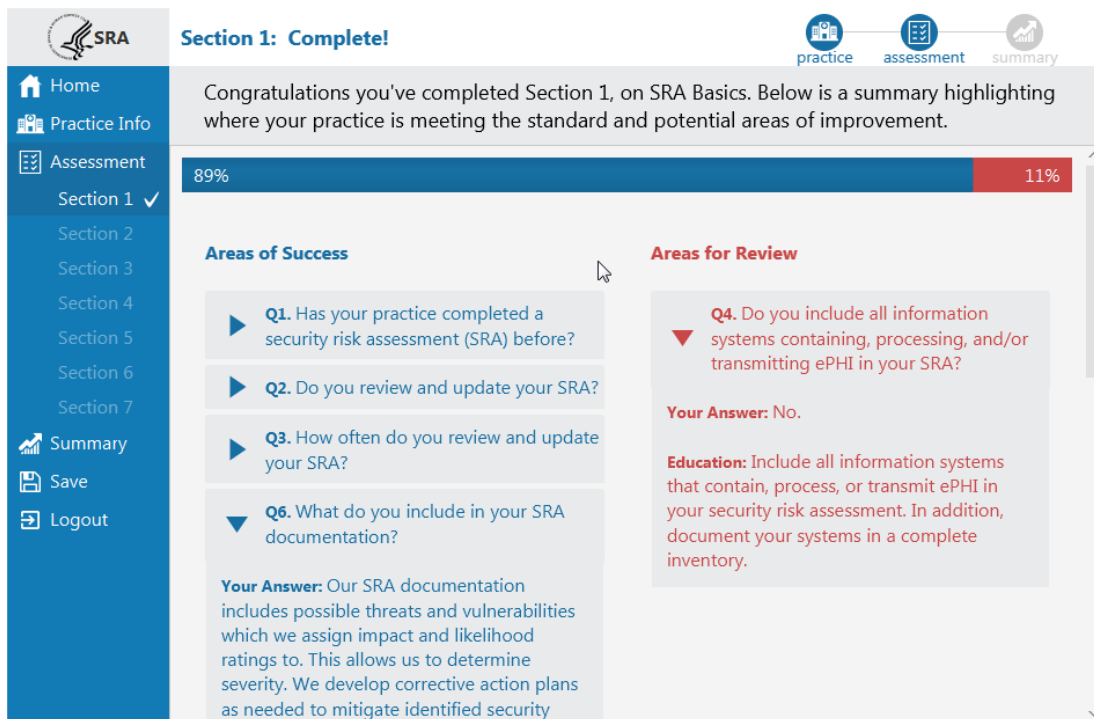 SRA
Section 1: Complete!
practice
assessment
summary
Home
Practice Info
Assessment
Section 1
Section 2
Section 3
Section 4
Section 5
Section 6
Section 7
Summary
Save
Logout
Congratulations you've completed Section 1, on SRA Basics. Below is a summary highlighting
where your practice is meeting the standard and potential areas of improvement.
89%
11%
Areas of Success
Q1. Has your practice completed a
security risk assessment (SRA) before?
Q2. Do you review and update your SRA?
Q3. How often do you review and update
your SRA?
Q6. What do you include in your SRA
documentation?
Your Answer: Our SRA documentation
includes possible threats and vulnerabilities
which we assign impact and likelihood
ratings to. This allows us to determine
severity. We develop corrective action plans
as needed to mitigate identified security
Areas for Review
Q4. Do you include all information
systems containing, processing, and/or
transmitting ePHI in your SRA?
Your Answer: No.
Education: Include all information systems
that contain, process, or transmit ePHI in
your security risk assessment. In addition,
document your systems in a complete
inventory.